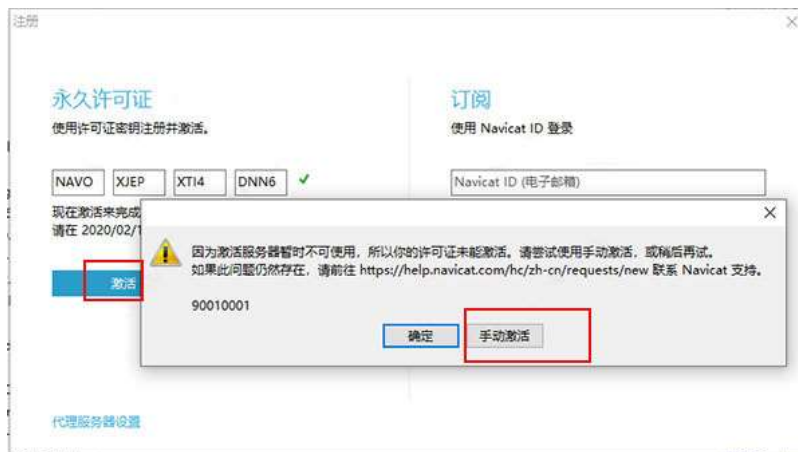 注册
永久许可证
使用许可证密钥注册并激活。
NAVO XJEP XTI4 DNN6
现在激活来完成
请在 2020/02/1
激活
订阅
使用 Navicat ID 登录
Navicat ID (电子邮箱)
因为激活服务器暂时不可使用，所以你的许可证未能激活。请尝试使用手动激活，或稍后再试。
如果此问题仍然存在，请前往 https://help.navicat.com/hc/zh-cn/requests/new 联系 Navicat 支持。
90010001
确定
手动激活
代理服务器设置